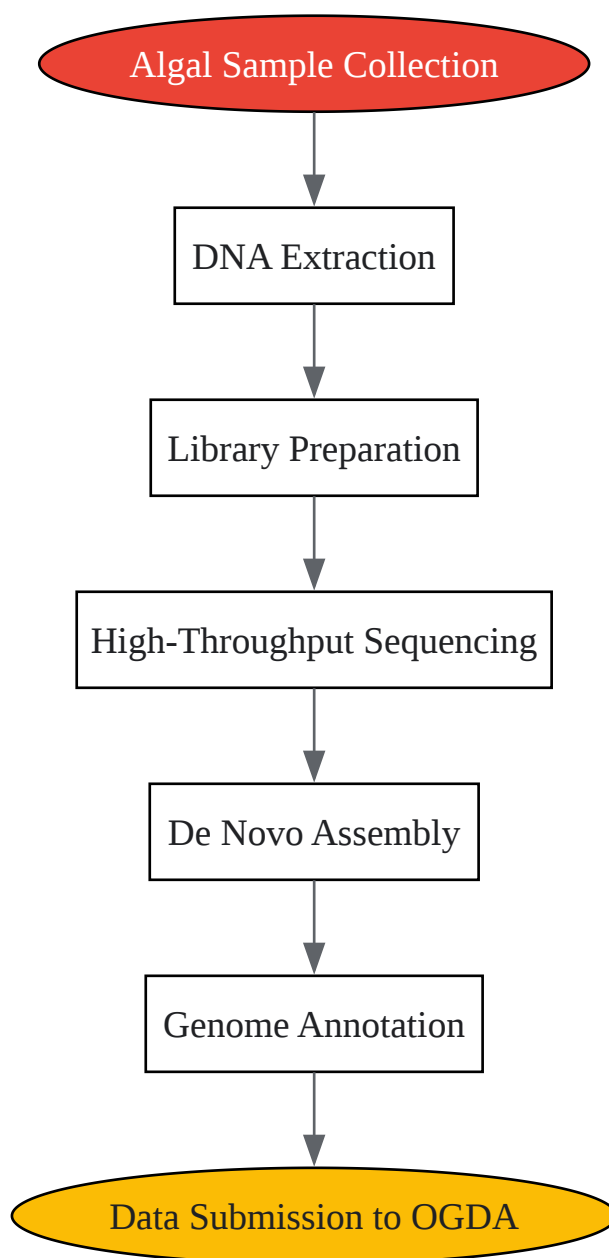 Algal Sample Collection
DNA Extraction
Library Preparation
High-Throughput Sequencing
De Novo Assembly
Genome Annotation
Data Submission to OGDA